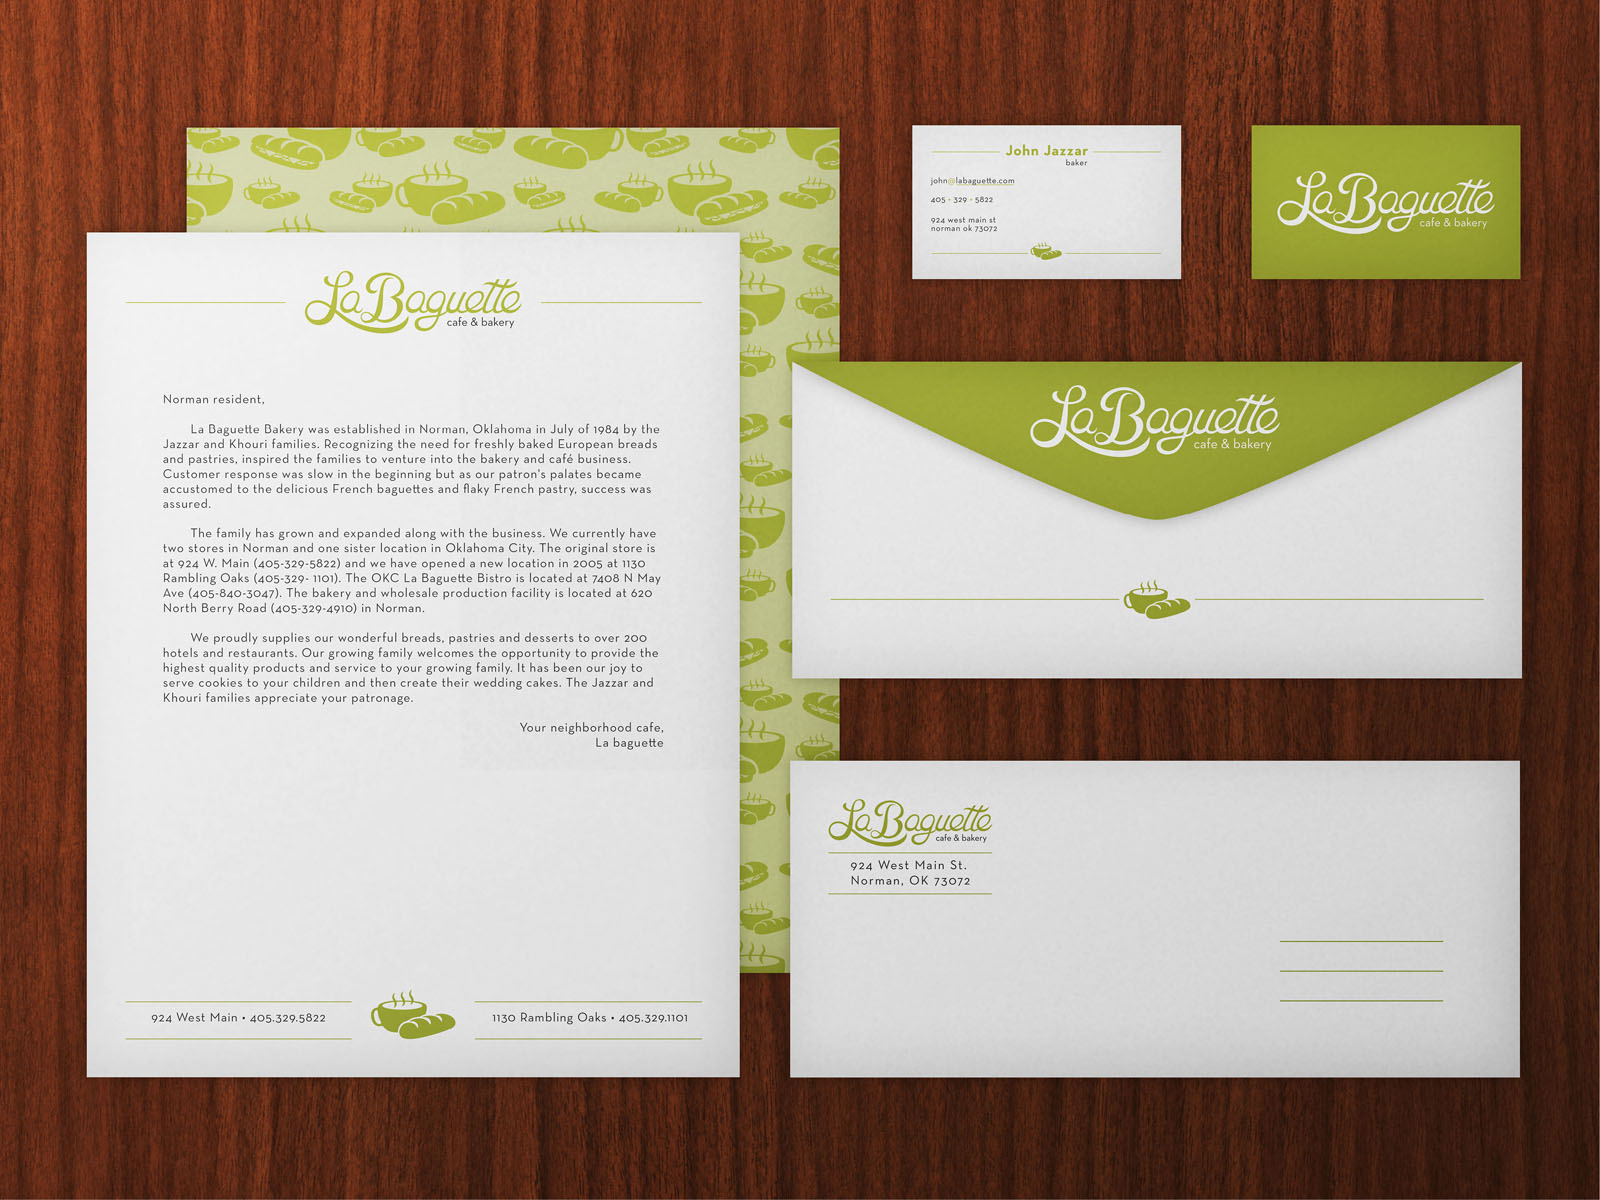 La Baguette
cafe & bakery
Norman resident,
La Baguette Bakery was established in Norman, Oklahoma in July of 1984 by the
Jazzar and Khouri families. Recognizing the need for freshly baked European breads
and pastries, inspired the families to venture into the bakery and café business.
Customer response was slow in the beginning but as our patron's palates became
accustomed to the delicious French baguettes and flaky French pastry, success was
assured.
The family has grown and expanded along with the business. We currently have
two stores in Norman and one sister location in Oklahoma City. The original store is
at 924 W. Main (405-329-5822) and we have opened a new location in 2005 at 1130
Rambling Oaks (405-329- 1101). The OKC La Baguette Bistro is located at 7408 N May
Ave (405-840-3047). The bakery and wholesale production facility is located at 620
North Berry Road (405-329-4910) in Norman.
We proudly supplies our wonderful breads, pastries and desserts to over 200
hotels and restaurants. Our growing family welcomes the opportunity to provide the
highest quality products and service to your growing family. It has been our joy to
serve cookies to your children and then create their wedding cakes. The Jazzar and
Khouri families appreciate your patronage.
Your neighborhood cafe,
La baguette
924 West Main • 405.329.5822
1130 Rambling Oaks • 405.329.1101
John Jazzar
baker
john@labaguette.com
405 • 329 • 5822
924 west main st
norman ok 73072
La Baguette
cafe & bakery
La Baguette
cafe & bakery
La Baguette
cafe & bakery
924 West Main St.
Norman, OK 73072